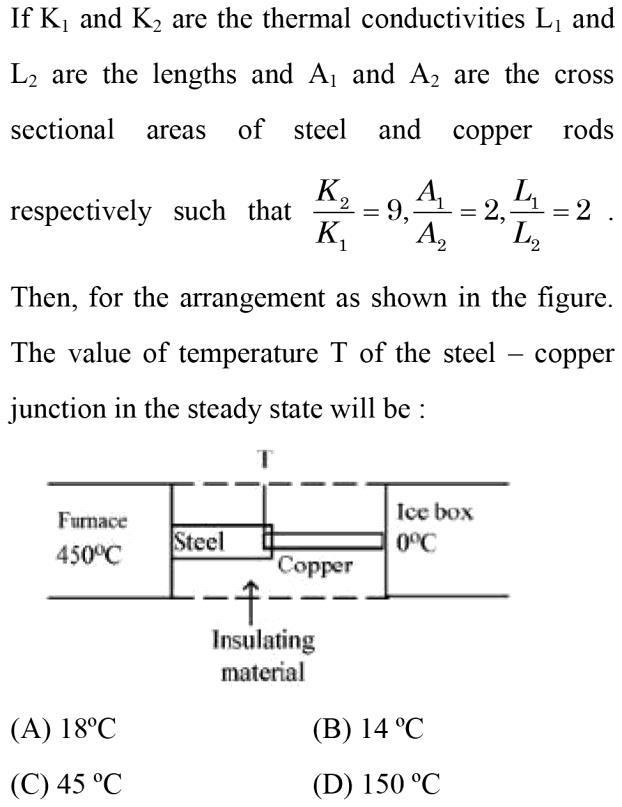 If K₁ and K₂ are the thermal conductivities L₁ and
L₂ are the lengths and A₁ and A₂ are the cross
sectional areas of steel and copper rods
respectively such that K₂/K₁ = 9, A₁/A₂ = 2, L₁/L₂ = 2 .
Then, for the arrangement as shown in the figure.
The value of temperature T of the steel – copper
junction in the steady state will be :
T
Furnace
450⁰C
Steel
Copper
Ice box
0⁰C
Insulating
material
(A) 18ºC (B) 14 ºC
(C) 45 ºC (D) 150 ºC